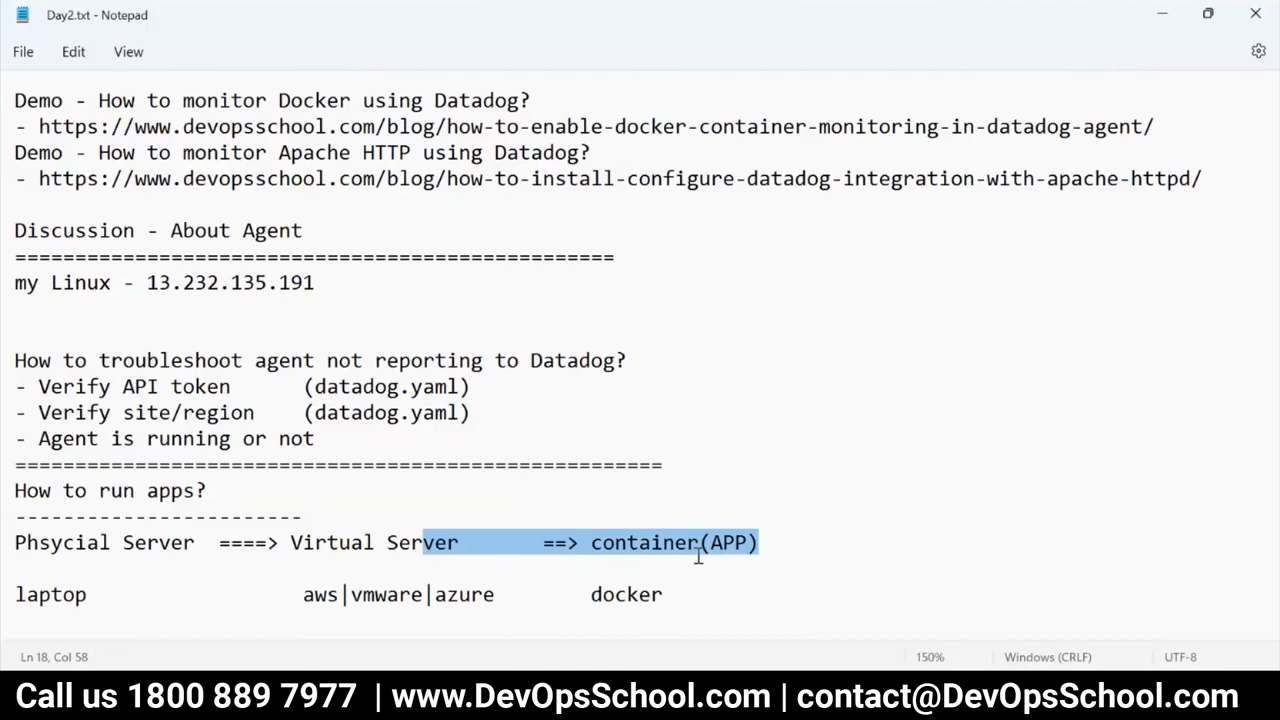 Day2.txt - Notepad
File Edit View
Demo - How to monitor Docker using Datadog?
- https://www.devopsschool.com/blog/how-to-enable-docker-container-monitoring-in-datadog-agent/
Demo - How to monitor Apache HTTP using Datadog?
- https://www.devopsschool.com/blog/how-to-install-configure-datadog-integration-with-apache-httpd/
Discussion - About Agent
==================================================
my Linux - 13.232.135.191
How to troubleshoot agent not reporting to Datadog?
- Verify API token (datadog.yaml)
- Verify site/region (datadog.yaml)
- Agent is running or not
======================================================
How to run apps?
------------------------
Phsycial Server ====> Virtual Server ==> container(APP)
laptop aws|vmware|azure docker
Ln 18, Col 58 150% Windows (CRLF) UTF-8
Call us 1800 889 7977 | www.DevOpsSchool.com | contact@DevOpsSchool.com